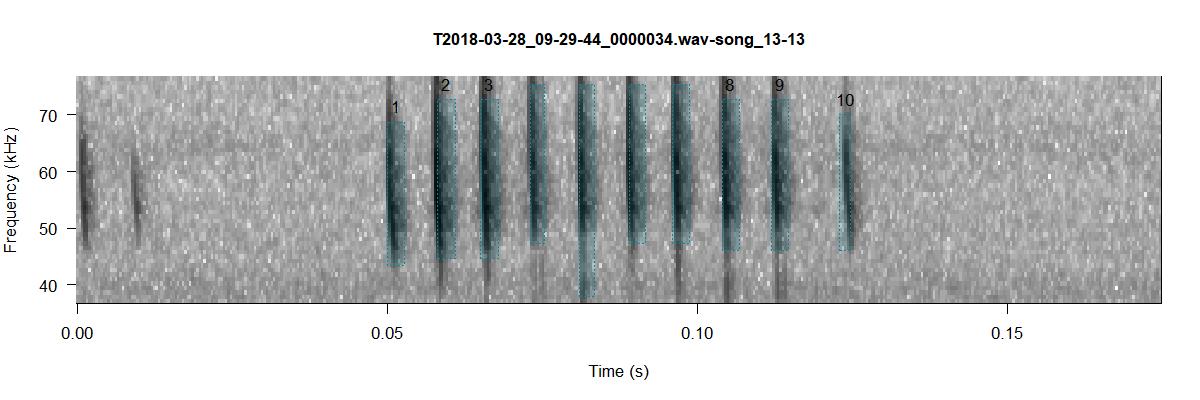 T2018-03-28_09-29-44_0000034.wav-song_13-13
1 2 3 8 9 10
Frequency (kHz)
70
60
50
40
0.00 0.05 0.10 0.15
Time (s)